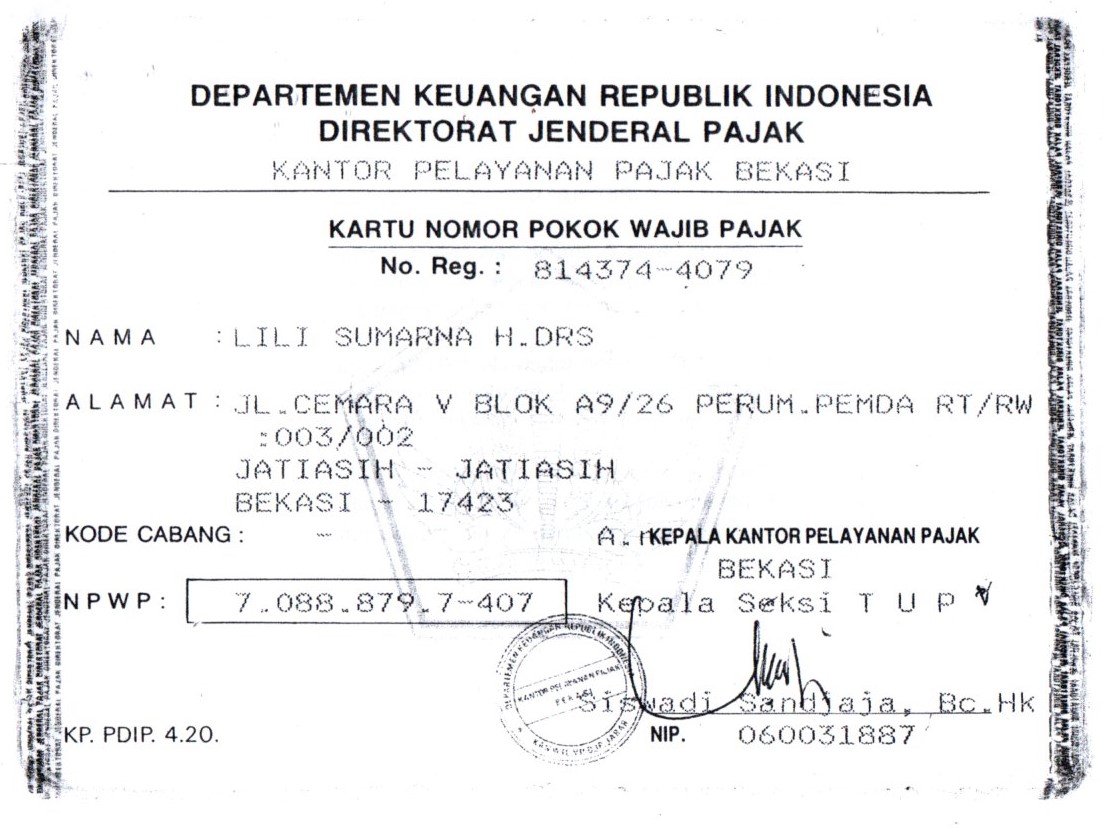 DEPARTEMEN KEUANGAN REPUBLIK INDONESIA
DIREKTORAT JENDERAL PAJAK
KANTOR PELAYANAN PAJAK BEKASI
KARTU NOMOR POKOK WAJIB PAJAK
No. Reg. : 814374-4079
NAMA : LILI SUMARNA H.DRS
ALAMAT : JL.CEMARA V BLOK A9/26 PERUM.PEMDA RT/RW
:003/002
JATIASIH - JATIASIH
BEKASI - 17423
KODE CABANG : -
A.n KEPALA KANTOR PELAYANAN PAJAK
BEKASI
NPWP : 7.088.879.7-407
Kepala Seksi T U P
DEPARTEMEN KEUANGAN REPUBLIK INDONESIA
KANTOR PELAYANAN PAJAK
BEKASI
Siswadi Sandjaja, Bc.Hk
KP. PDIP. 4.20.
NIP. 060031887